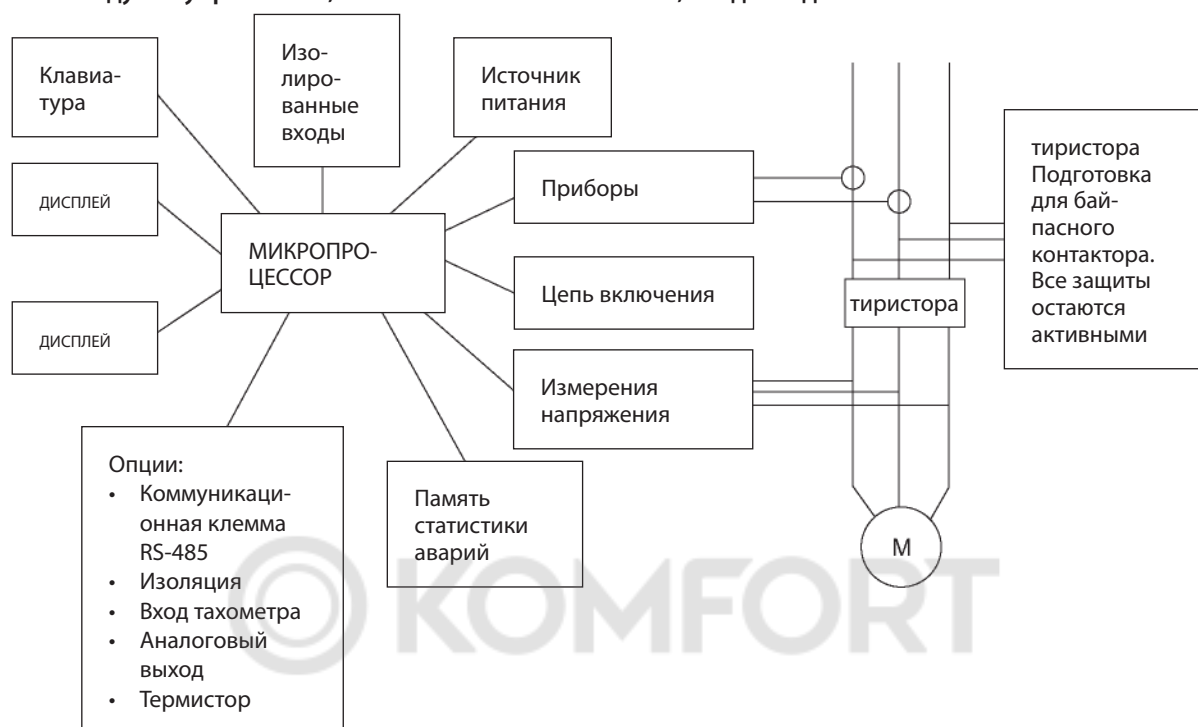 Клавиа-
тура
Изо-
лиро-
ванные
входы
Источник
питания
тиристора
Подготовка
для бай-
пасного
контактора.
Все защиты
остаются
активными
ДИСПЛЕЙ
Приборы
МИКРОПРО-
ЦЕССОР
Цепь включения
тиристора
ДИСПЛЕЙ
Измерения
напряжения
Опции:
• Коммуникаци-
онная клемма
RS-485
• Изоляция
• Вход тахометра
• Аналоговый
выход
• Термистор
Память
статистики
аварий
М
KOMFORT